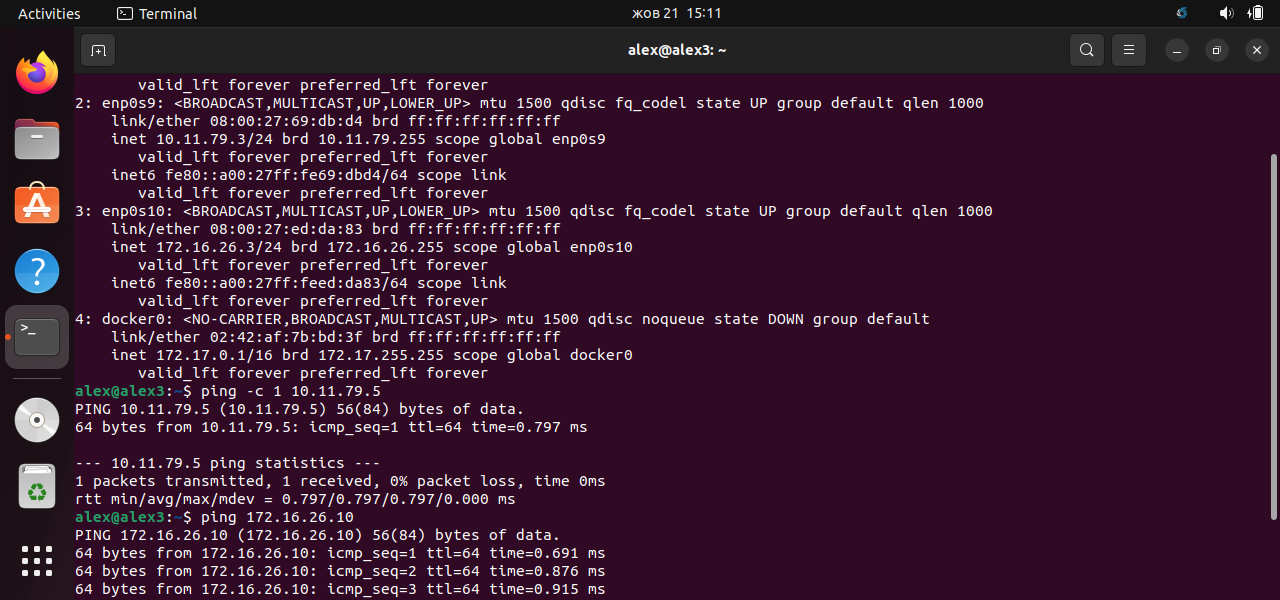 Activities
Terminal
жов 21 15:11
alex@alex3: ~
valid_lft forever preferred_lft forever
2: enp0s9: <BROADCAST,MULTICAST,UP,LOWER_UP> mtu 1500 qdisc fq_codel state UP group default qlen 1000
link/ether 08:00:27:69:db:d4 brd ff:ff:ff:ff:ff:ff
inet 10.11.79.3/24 brd 10.11.79.255 scope global enp0s9
valid_lft forever preferred_lft forever
inet6 fe80::a00:27ff:fe69:dbd4/64 scope link
valid_lft forever preferred_lft forever
3: enp0s10: <BROADCAST,MULTICAST,UP,LOWER_UP> mtu 1500 qdisc fq_codel state UP group default qlen 1000
link/ether 08:00:27:ed:da:83 brd ff:ff:ff:ff:ff:ff
inet 172.16.26.3/24 brd 172.16.26.255 scope global enp0s10
valid_lft forever preferred_lft forever
inet6 fe80::a00:27ff:feed:da83/64 scope link
valid_lft forever preferred_lft forever
4: docker0: <NO-CARRIER,BROADCAST,MULTICAST,UP> mtu 1500 qdisc noqueue state DOWN group default
link/ether 02:42:af:7b:bd:3f brd ff:ff:ff:ff:ff:ff
inet 172.17.0.1/16 brd 172.17.255.255 scope global docker0
valid_lft forever preferred_lft forever
alex@alex3:~$ ping -c 1 10.11.79.5
PING 10.11.79.5 (10.11.79.5) 56(84) bytes of data.
64 bytes from 10.11.79.5: icmp_seq=1 ttl=64 time=0.797 ms
--- 10.11.79.5 ping statistics ---
1 packets transmitted, 1 received, 0% packet loss, time 0ms
rtt min/avg/max/mdev = 0.797/0.797/0.797/0.000 ms
alex@alex3:~$ ping 172.16.26.10
PING 172.16.26.10 (172.16.26.10) 56(84) bytes of data.
64 bytes from 172.16.26.10: icmp_seq=1 ttl=64 time=0.691 ms
64 bytes from 172.16.26.10: icmp_seq=2 ttl=64 time=0.876 ms
64 bytes from 172.16.26.10: icmp_seq=3 ttl=64 time=0.915 ms